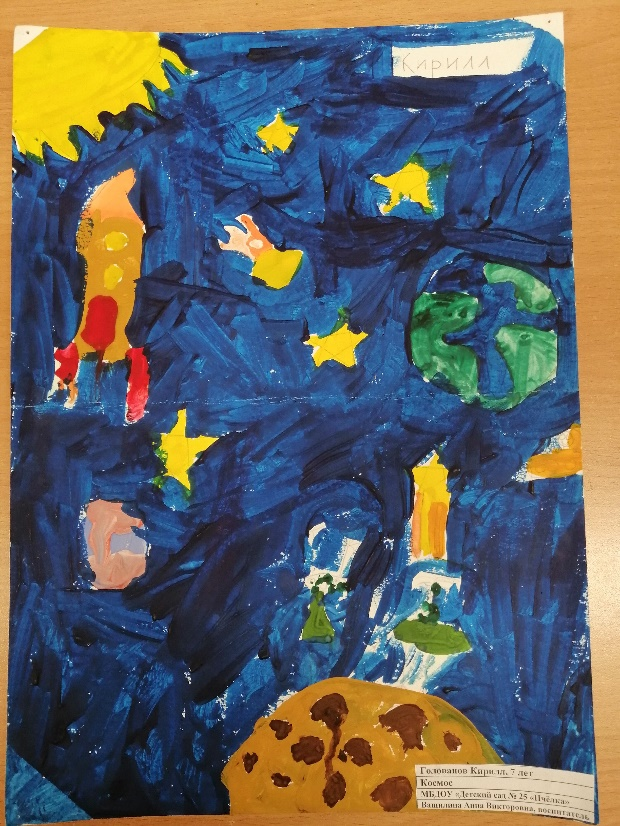 Кирилл
Голованов Кирилл, 7 лет
Космос
МБДОУ «Детский сад № 25 «Пчёлка»
Вашилина Анна Викторовна, воспитатель